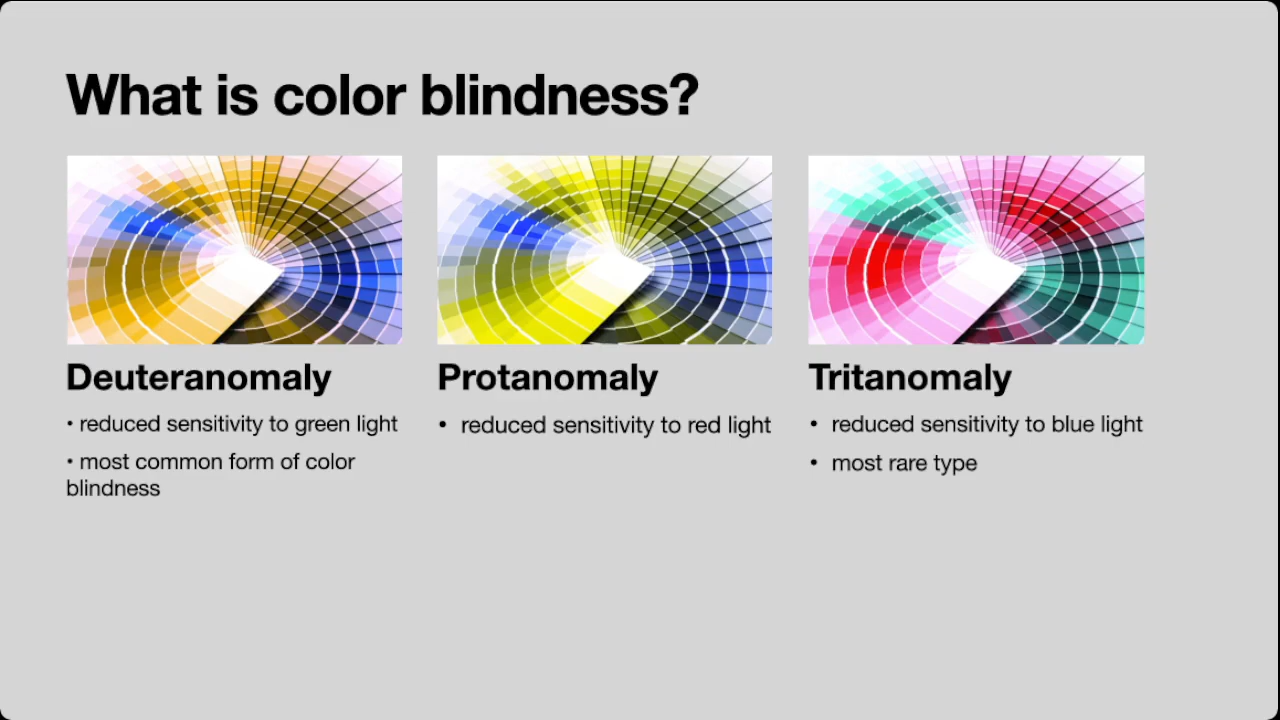 What is color blindness?
Deuteranomaly
• reduced sensitivity to green light
• most common form of color
blindness
Protanomaly
• reduced sensitivity to red light
Tritanomaly
• reduced sensitivity to blue light
• most rare type